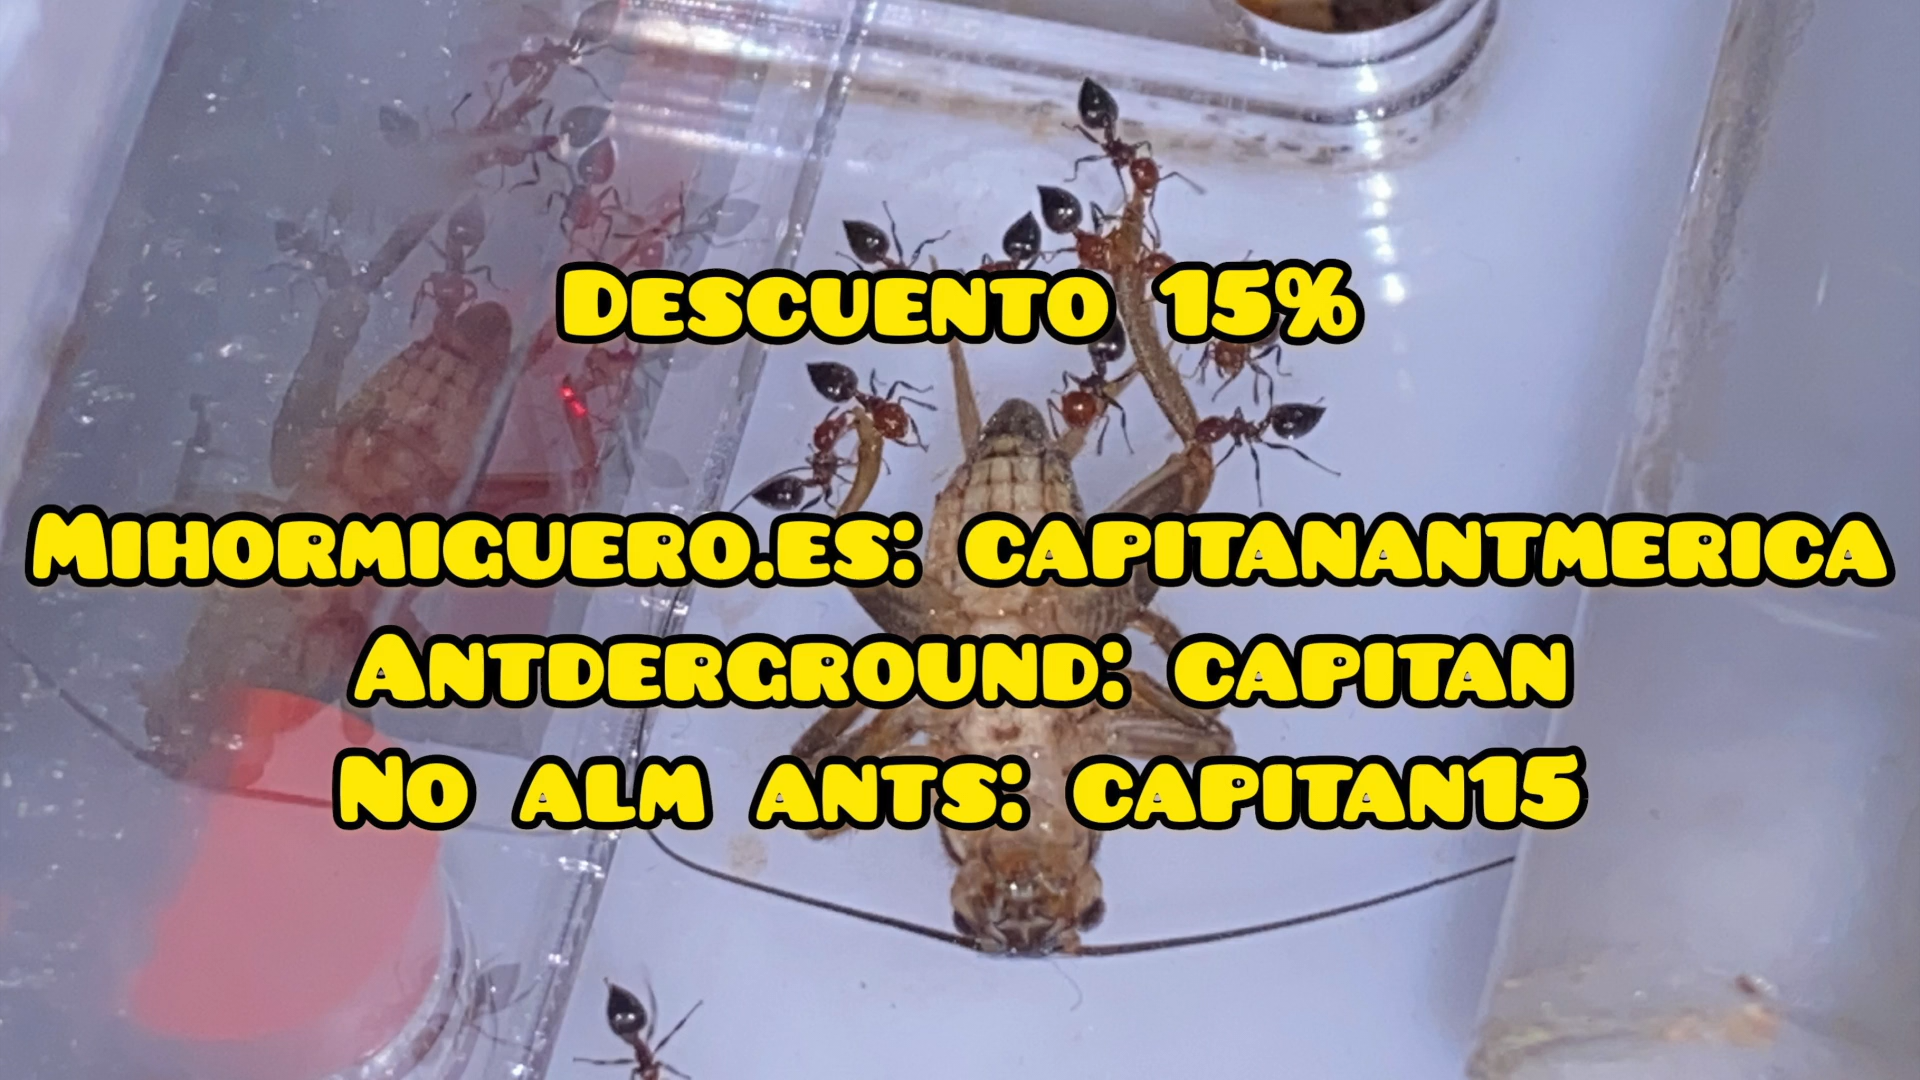 Descuento 15%
Mihormiguero.es: capitanantmerica
Antderground: capitan
No alm ants: capitan15